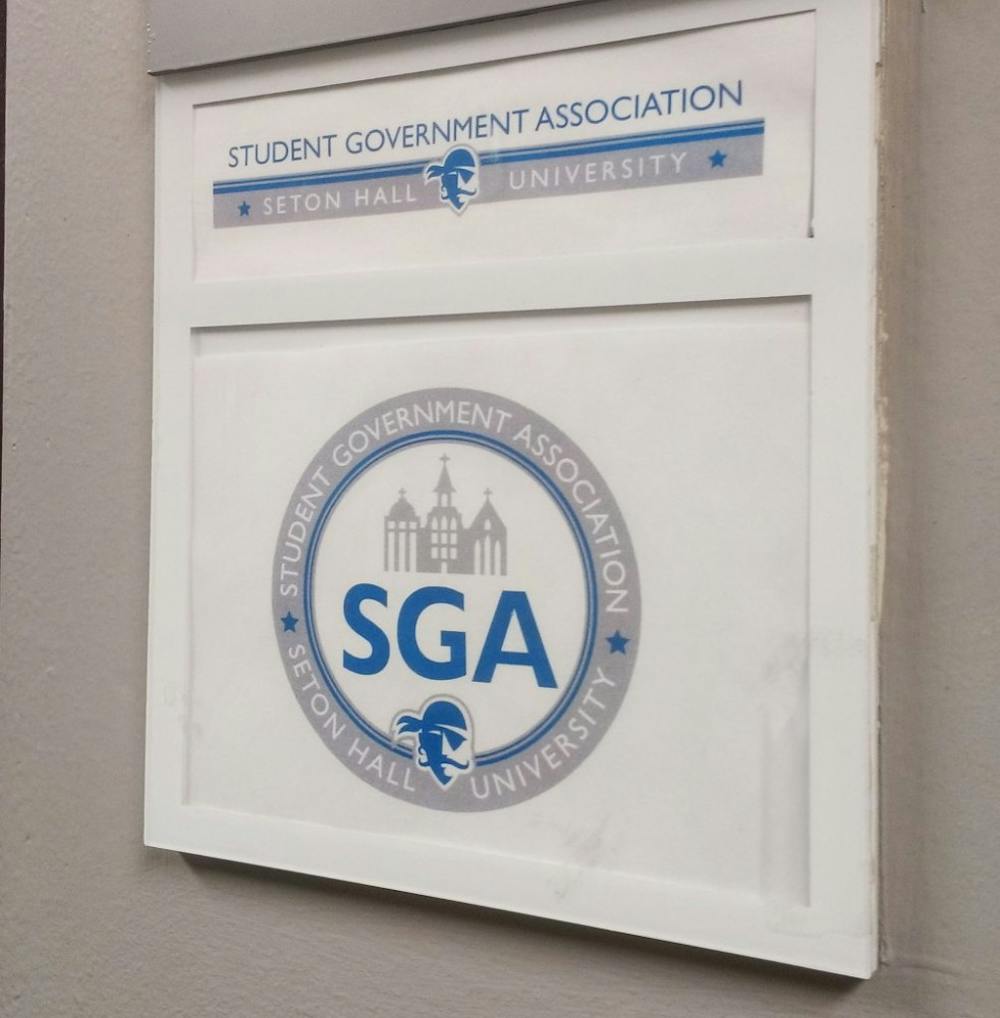 STUDENT GOVERNMENT ASSOCIATION
SETON HALL UNIVERSITY
STUDENT GOVERNMENT ASSOCIATION
SGA
SETON HALL UNIVERSITY